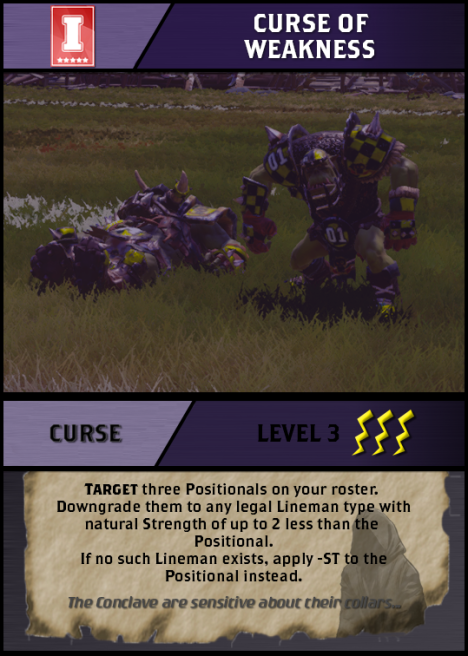 I
CURSE OF
WEAKNESS
01
01
CURSE
LEVEL 3
TARGET three Positionals on your roster.
Downgrade them to any legal Lineman type with
natural Strength of up to 2 less than the
Positional.
If no such Lineman exists, apply -ST to the
Positional instead.
The Conclave are sensitive about their collars...